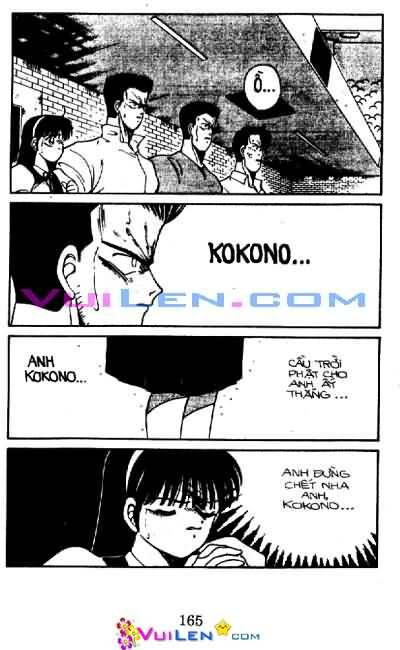 Ồ...
KOKONO...
VUILEN.COM
ANH
KOKONO...
CẦU TRỜI
PHẬT CHO
ANH ẤY
THẮNG...
ANH ĐỪNG
CHẾT NHA
ANH,
KOKONO...
165
VUILEN.COM